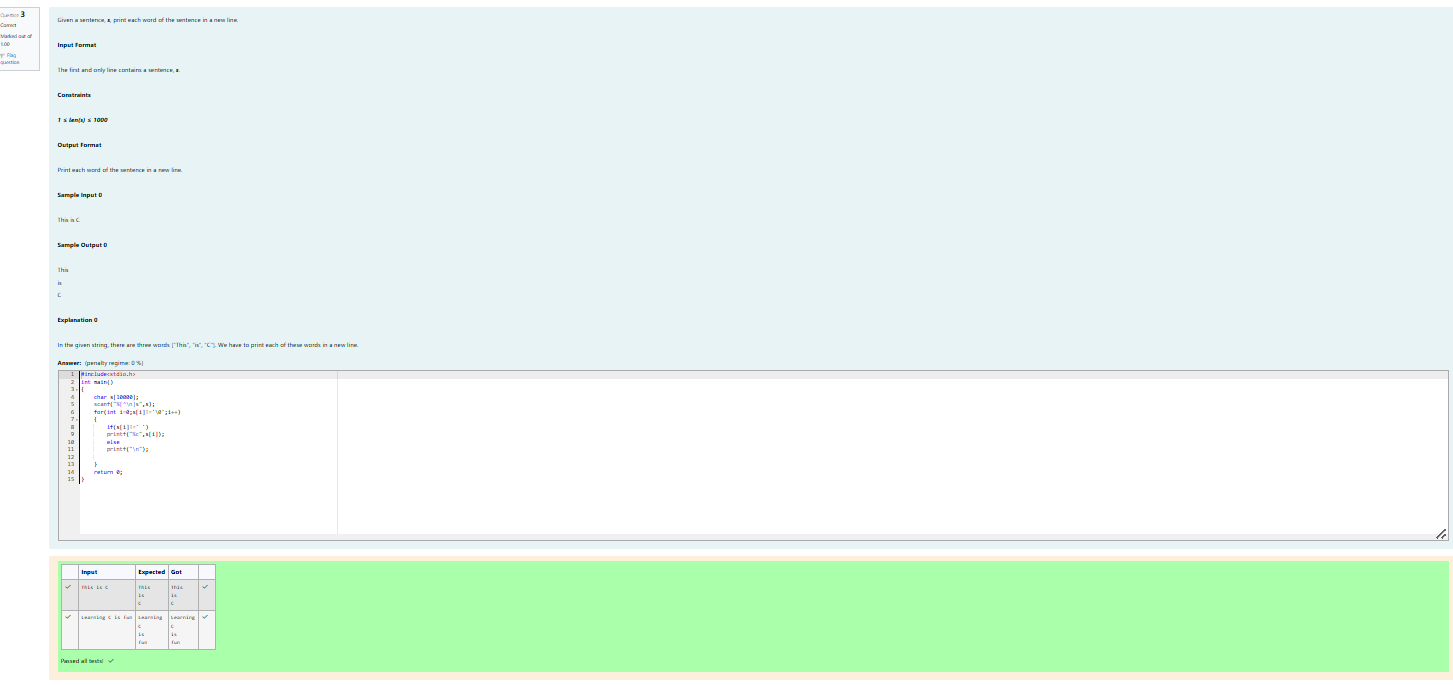 Question 3
Correct
Marked out of
1.00
Flag
question
Given a sentence, s, print each word of the sentence in a new line.
Input Format
The first and only line contains a sentence, s.
Constraints
1 ≤ len(s) ≤ 1000
Output Format
Print each word of the sentence in a new line.
Sample Input 0
This is C
Sample Output 0
This
is
C
Explanation 0
In the given string, there are three words ["This", "is", "C"]. We have to print each of these words in a new line.
Answer: (penalty regime: 0 %)
1 #include<stdio.h>
2 int main()
3 {
4 char s[10000];
5 scanf("%[^\n]s",s);
6 for(int i=0;s[i]!='\0';i++)
7 {
8 if(s[i]!=' ')
9 printf("%c",s[i]);
10 else
11 printf("\n");
12
13 }
14 return 0;
15 }
Input Expected Got
This is C This This
is is
C C
Learning C is fun Learning Learning
C C
is is
fun fun
Passed all tests!